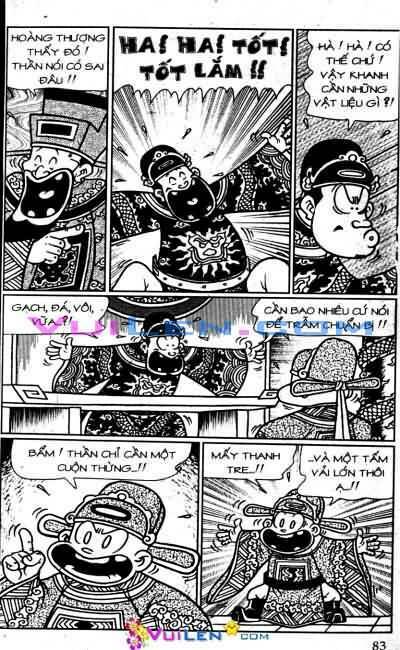 HOÀNG THƯỢNG
THẤY ĐÓ!
THẦN NÓI CÓ SAI
ĐÂU!
HA! HA! TỐT!
TỐT LẮM!!
HÀ! HÀ! CÓ
THẾ CHỨ!
VẬY KHANH
CẦN NHỮNG
VẬT LIỆU GÌ?!
GẠCH, ĐÁ, VÔI,
VỮA..?!
CẦN BAO NHIÊU CỨ NÓI
ĐỂ TRẪM CHUẨN BỊ!!
VUILEN.COM
BẨM! THẦN CHỈ CẦN MỘT
CUỘN THỪNG...!!
MẤY THANH
TRE...!!
...VÀ MỘT TẤM
VẢI LỚN THÔI
Ạ...!!
VUILEN.COM
83